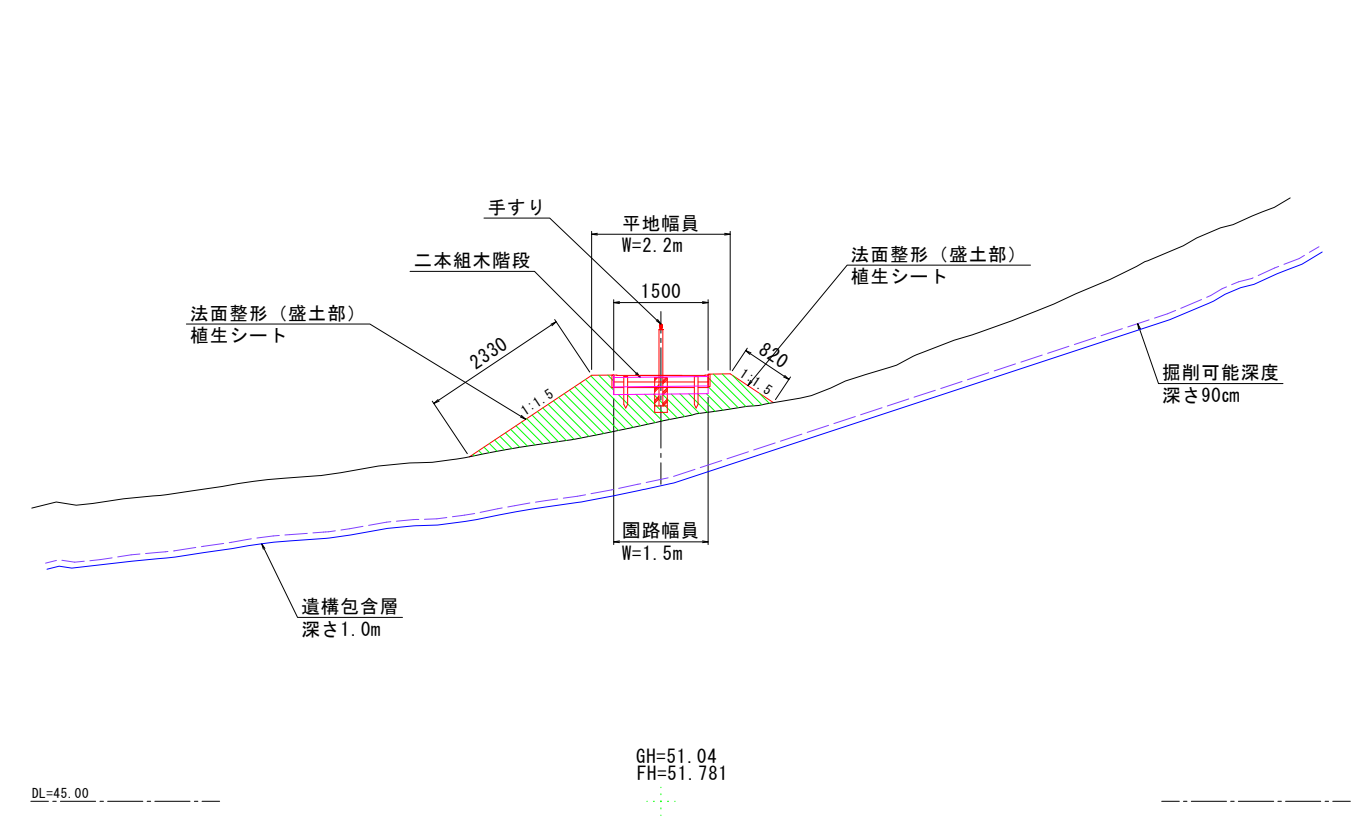 手すり
平地幅員
W=2.2m
二本組木階段
法面整形（盛土部）
植生シート
1500
法面整形（盛土部）
植生シート
2330
820
1:1.5
1:1.5
掘削可能深度
深さ90cm
園路幅員
W=1.5m
遺構包含層
深さ1.0m
GH=51.04
FH=51.781
DL=45.00